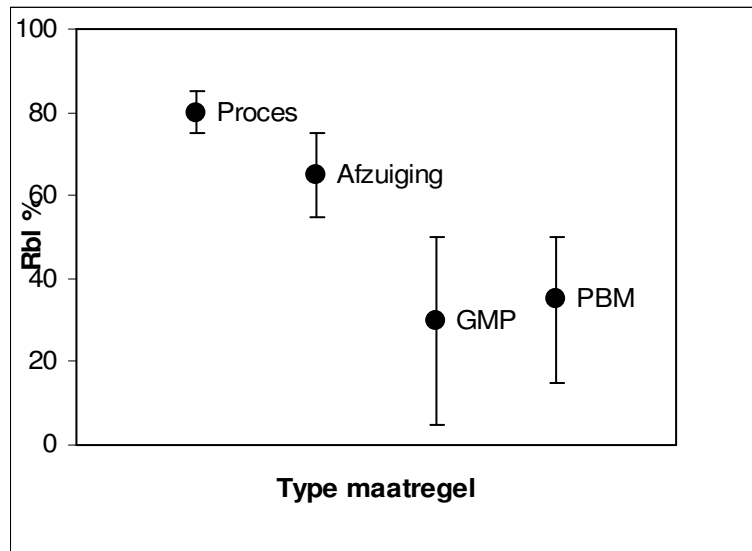 100
80
60
40
20
0
Rbl %
Proces
Afzuiging
GMP
PBM
Type maatregel